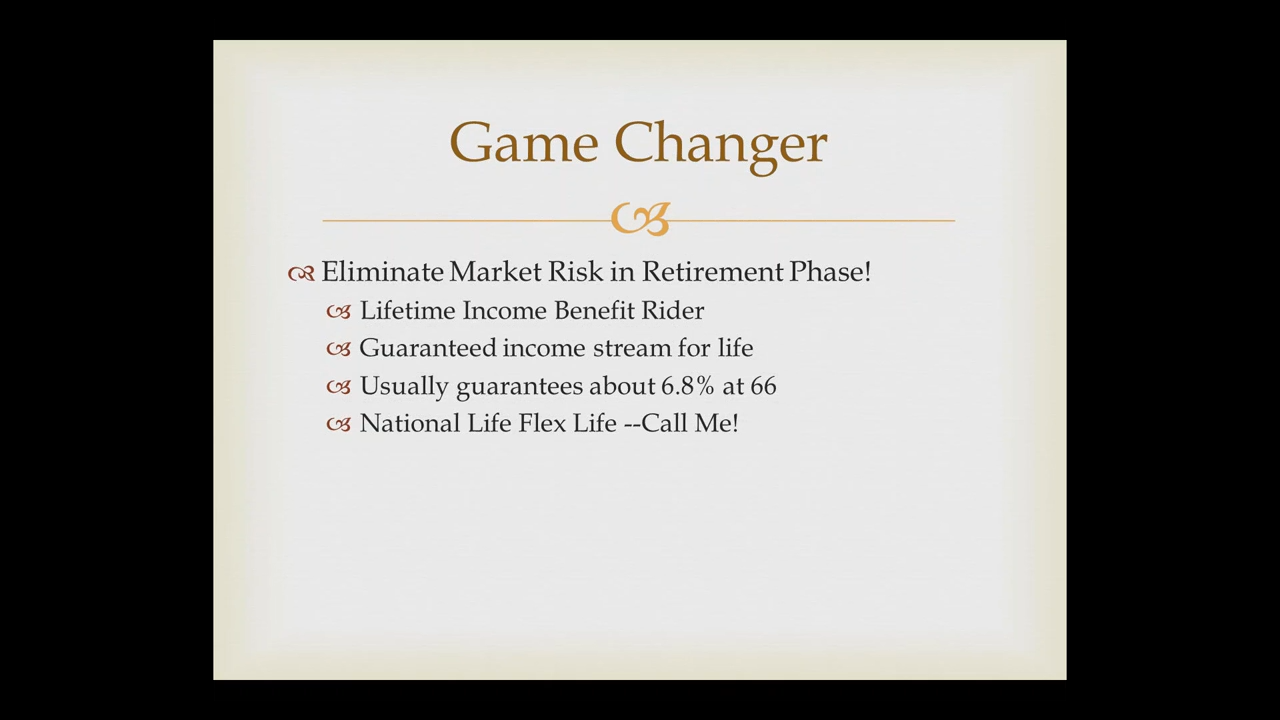 Game Changer
Eliminate Market Risk in Retirement Phase!
Lifetime Income Benefit Rider
Guaranteed income stream for life
Usually guarantees about 6.8% at 66
National Life Flex Life --Call Me!